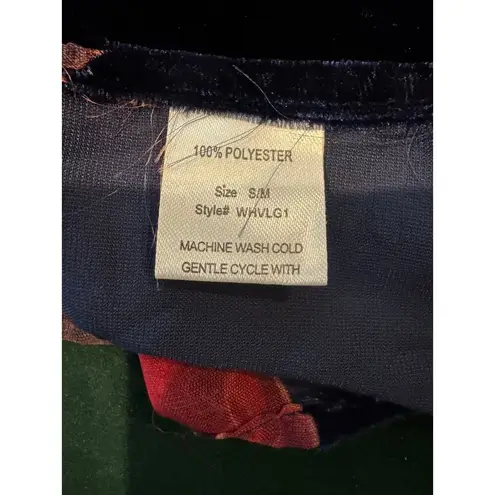 100% POLYESTER
Size S/M
Style# WHVLG1
MACHINE WASH COLD
GENTLE CYCLE WITH